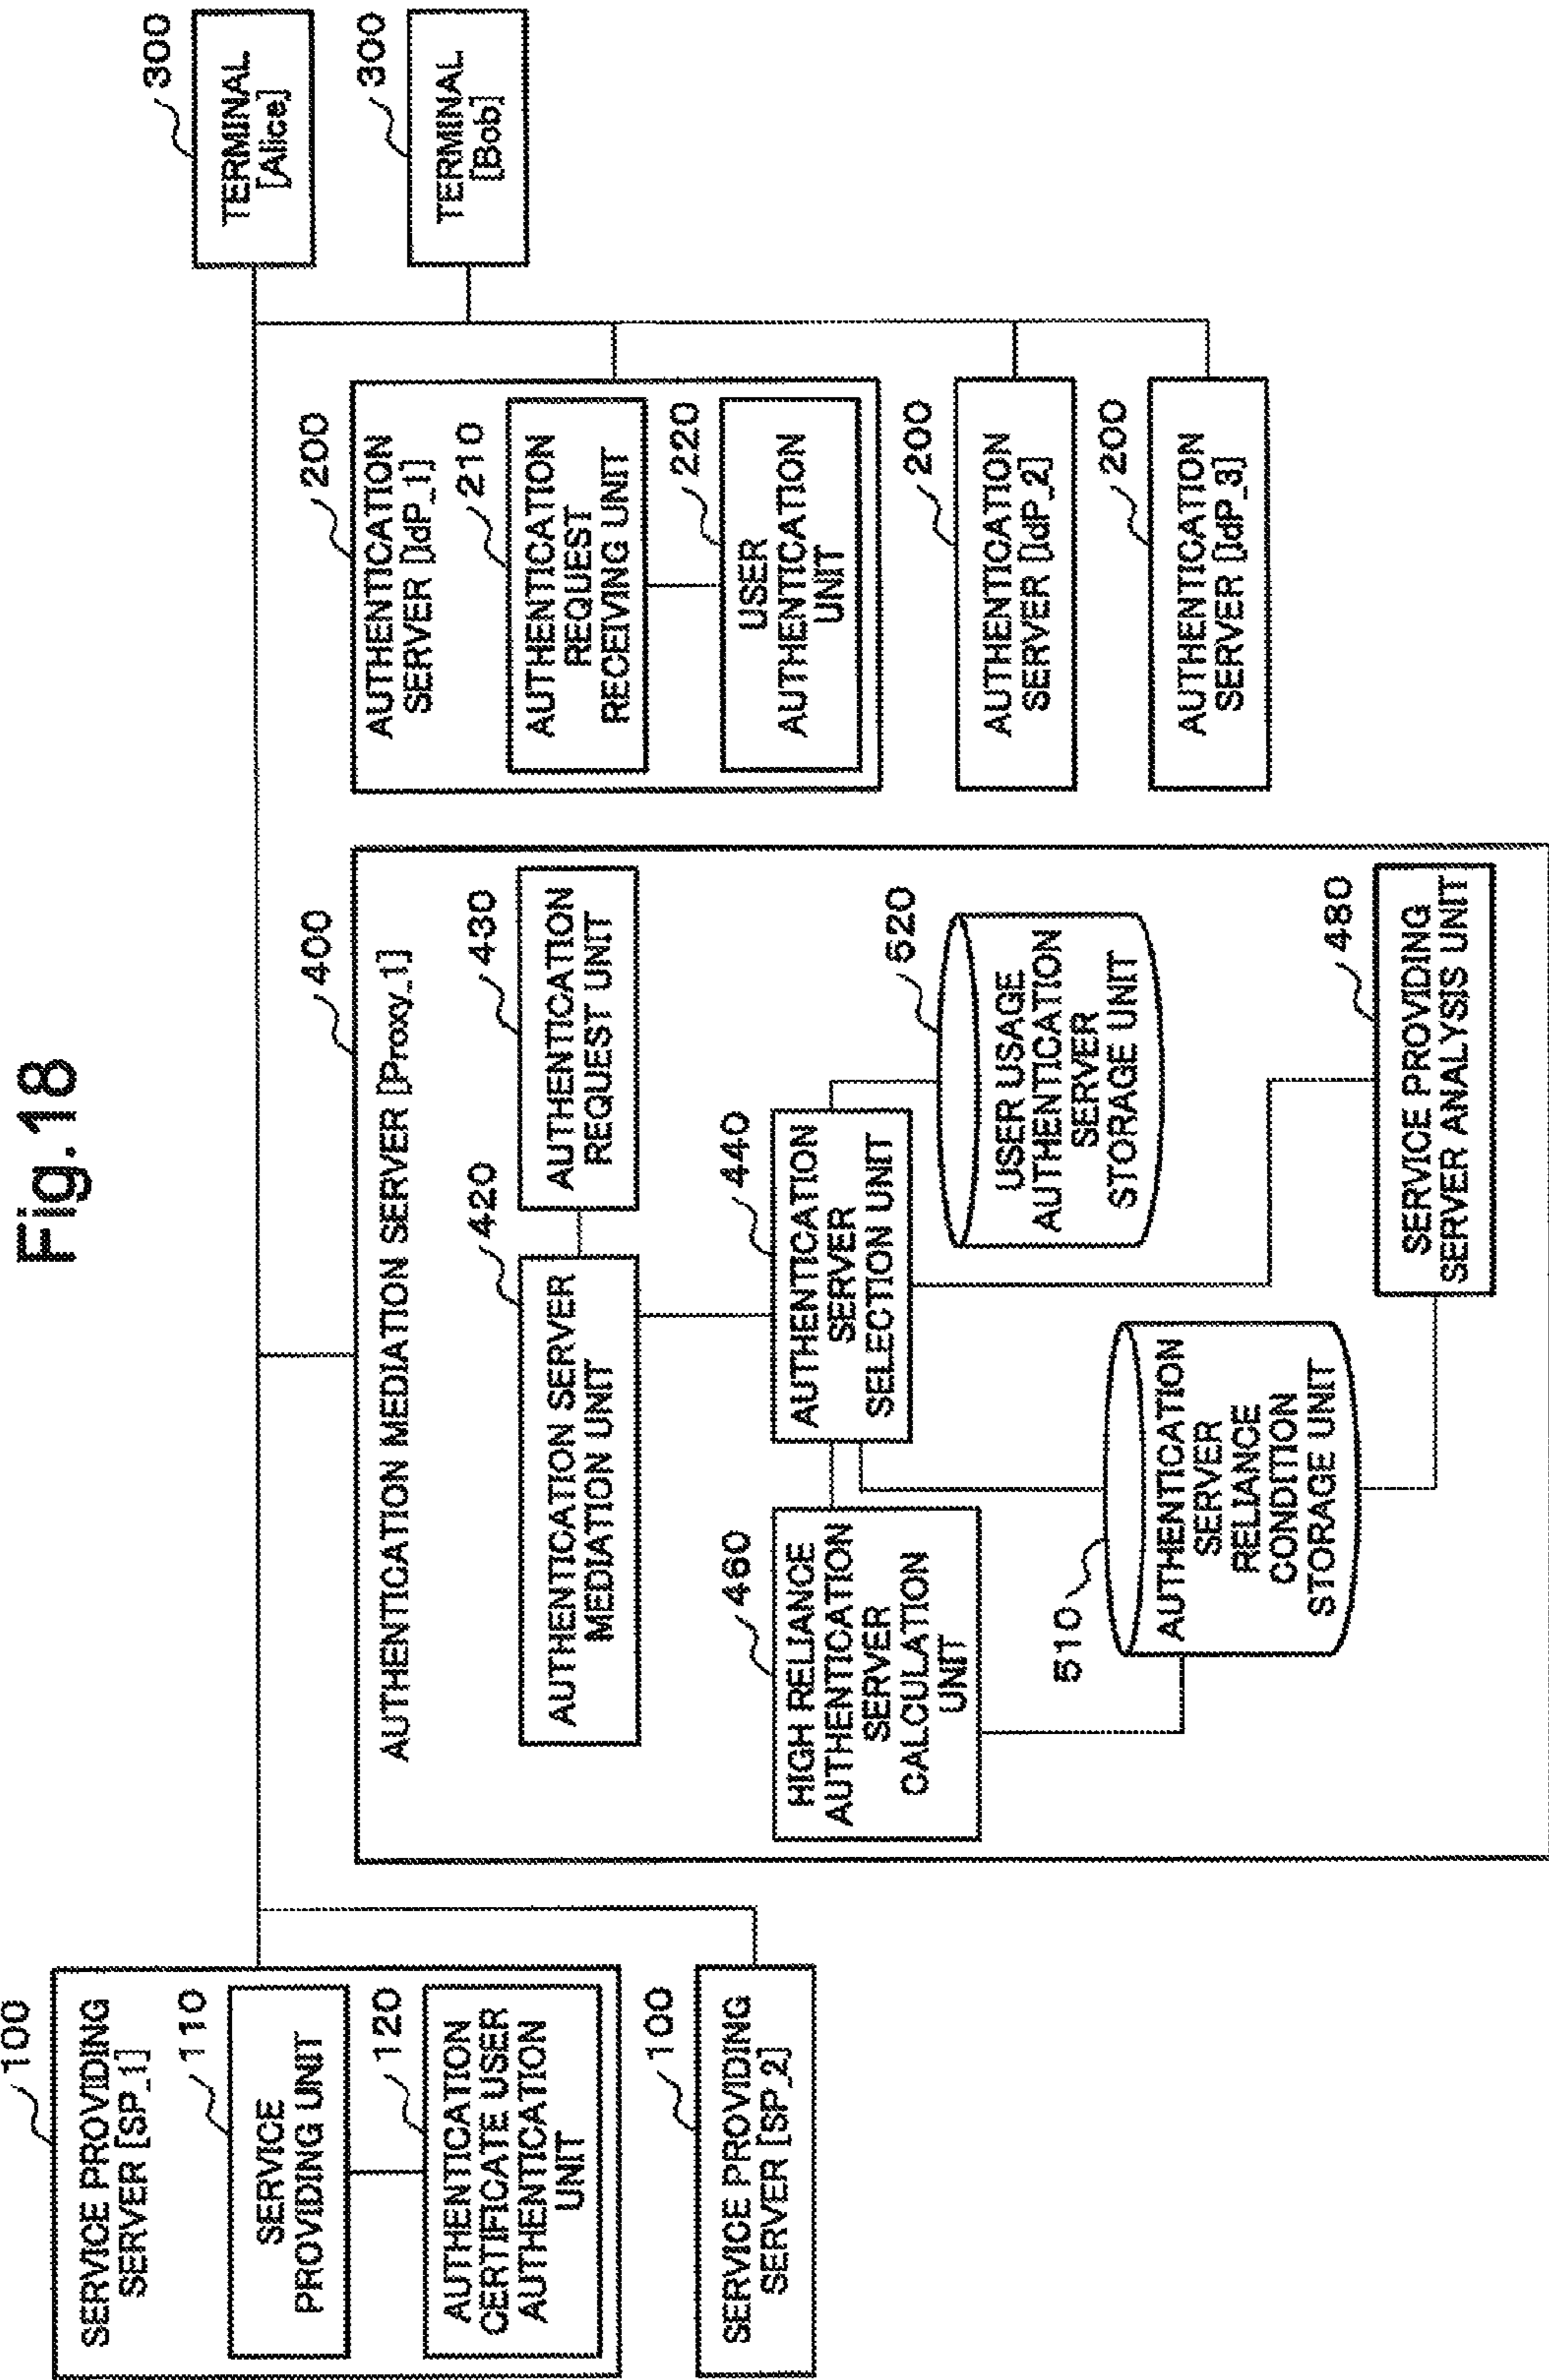 Fig.18
100
SERVICE PROVIDING
SERVER [SP_1]
110
SERVICE
PROVIDING UNIT
120
AUTHENTICATION
CERTIFICATE USER
AUTHENTICATION
UNIT
100
SERVICE PROVIDING
SERVER [SP_2]
400
AUTHENTICATION MEDIATION SERVER [Proxy_1]
420
AUTHENTICATION SERVER
MEDIATION UNIT
430
AUTHENTICATION
REQUEST UNIT
460
HIGH RELIANCE
AUTHENTICATION
SERVER
CALCULATION
UNIT
440
AUTHENTICATION
SERVER
SELECTION UNIT
520
USER USAGE
AUTHENTICATION
SERVER
STORAGE UNIT
510
AUTHENTICATION
SERVER
RELIANCE
CONDITION
STORAGE UNIT
480
SERVICE PROVIDING
SERVER ANALYSIS UNIT
200
AUTHENTICATION
SERVER [IdP_1]
210
AUTHENTICATION
REQUEST
RECEIVING UNIT
220
USER
AUTHENTICATION
UNIT
200
AUTHENTICATION
SERVER [IdP_2]
200
AUTHENTICATION
SERVER [IdP_3]
300
TERMINAL
[Alice]
300
TERMINAL
[Bob]